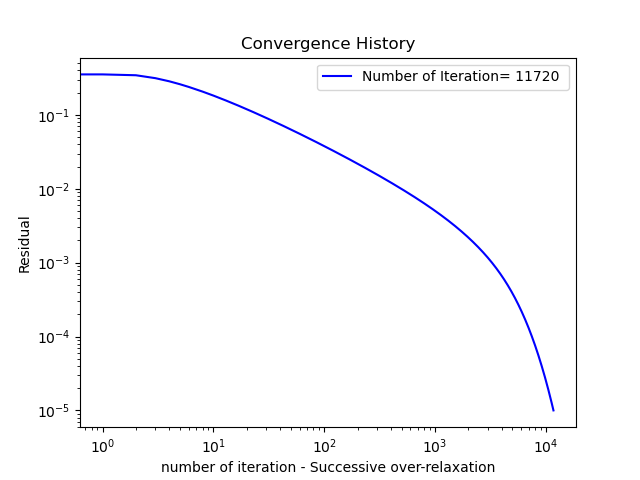 Convergence History
Number of Iteration= 11720
10⁻¹
10⁻²
10⁻³
10⁻⁴
10⁻⁵
Residual
10⁰ 10¹ 10² 10³ 10⁴
number of iteration - Successive over-relaxation